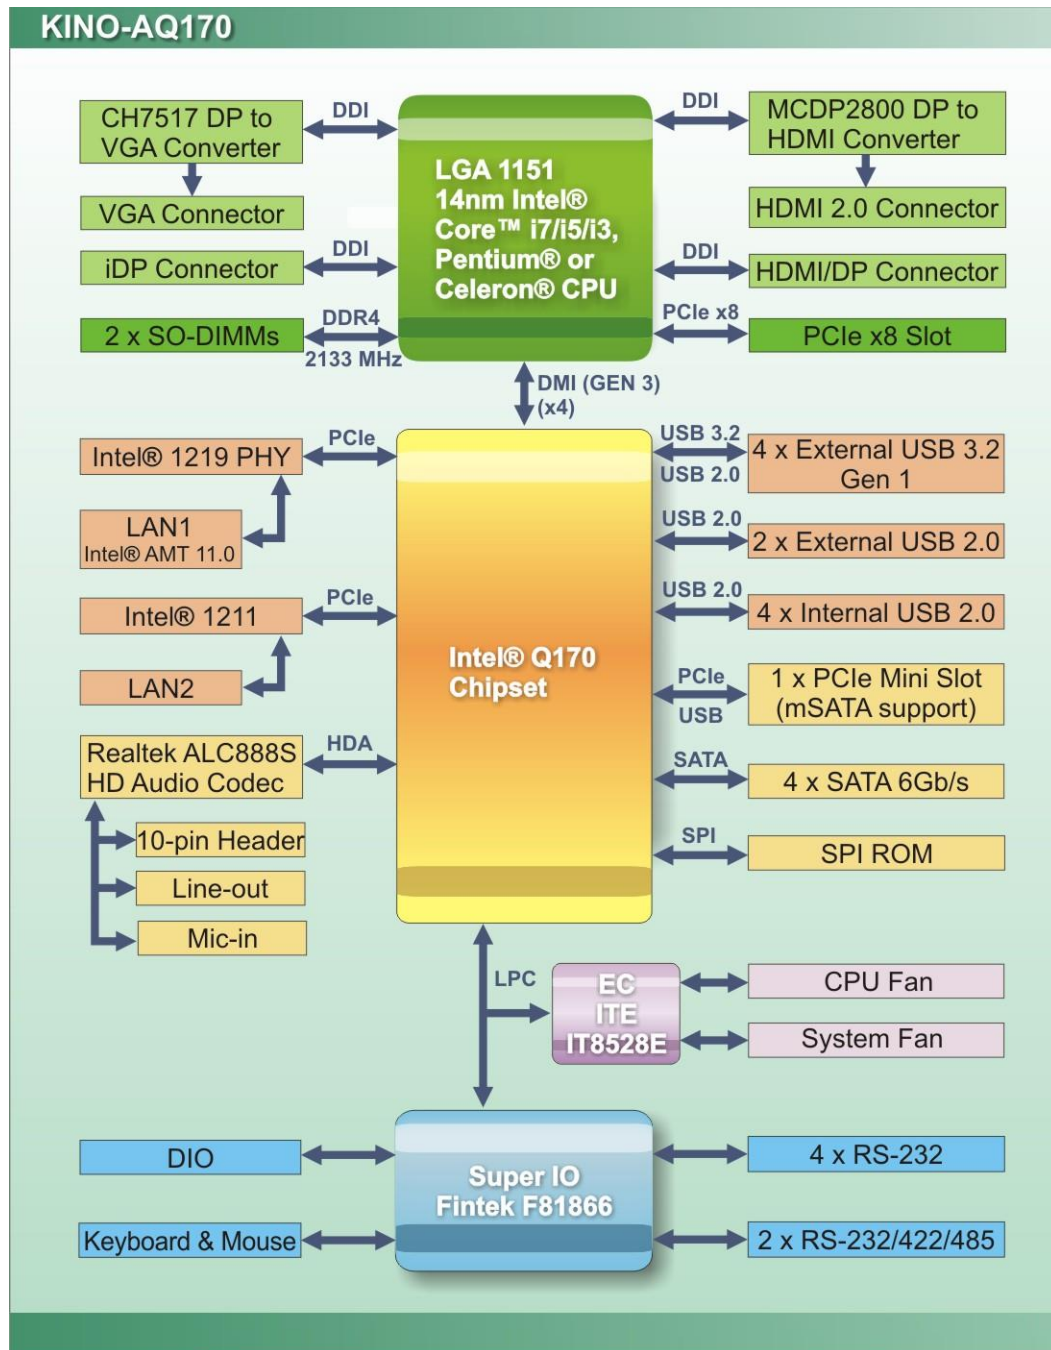 KINO-AQ170
CH7517 DP to
VGA Converter
DDI
VGA Connector
iDP Connector
DDI
2 x SO-DIMMs
DDR4
2133 MHz
LGA 1151
14nm Intel®
Core™ i7/i5/i3,
Pentium® or
Celeron® CPU
DDI
MCDP2800 DP to
HDMI Converter
HDMI 2.0 Connector
DDI
HDMI/DP Connector
PCIe x8
PCIe x8 Slot
DMI (GEN 3)
(x4)
Intel® 1219 PHY
PCIe
LAN1
Intel® AMT 11.0
Intel® 1211
PCIe
LAN2
Realtek ALC888S
HD Audio Codec
HDA
10-pin Header
Line-out
Mic-in
Intel® Q170
Chipset
USB 3.2
USB 2.0
4 x External USB 3.2
Gen 1
USB 2.0
2 x External USB 2.0
USB 2.0
4 x Internal USB 2.0
PCIe
USB
1 x PCIe Mini Slot
(mSATA support)
SATA
4 x SATA 6Gb/s
SPI
SPI ROM
LPC
EC
ITE
IT8528E
CPU Fan
System Fan
DIO
Keyboard & Mouse
Super IO
Fintek F81866
4 x RS-232
2 x RS-232/422/485